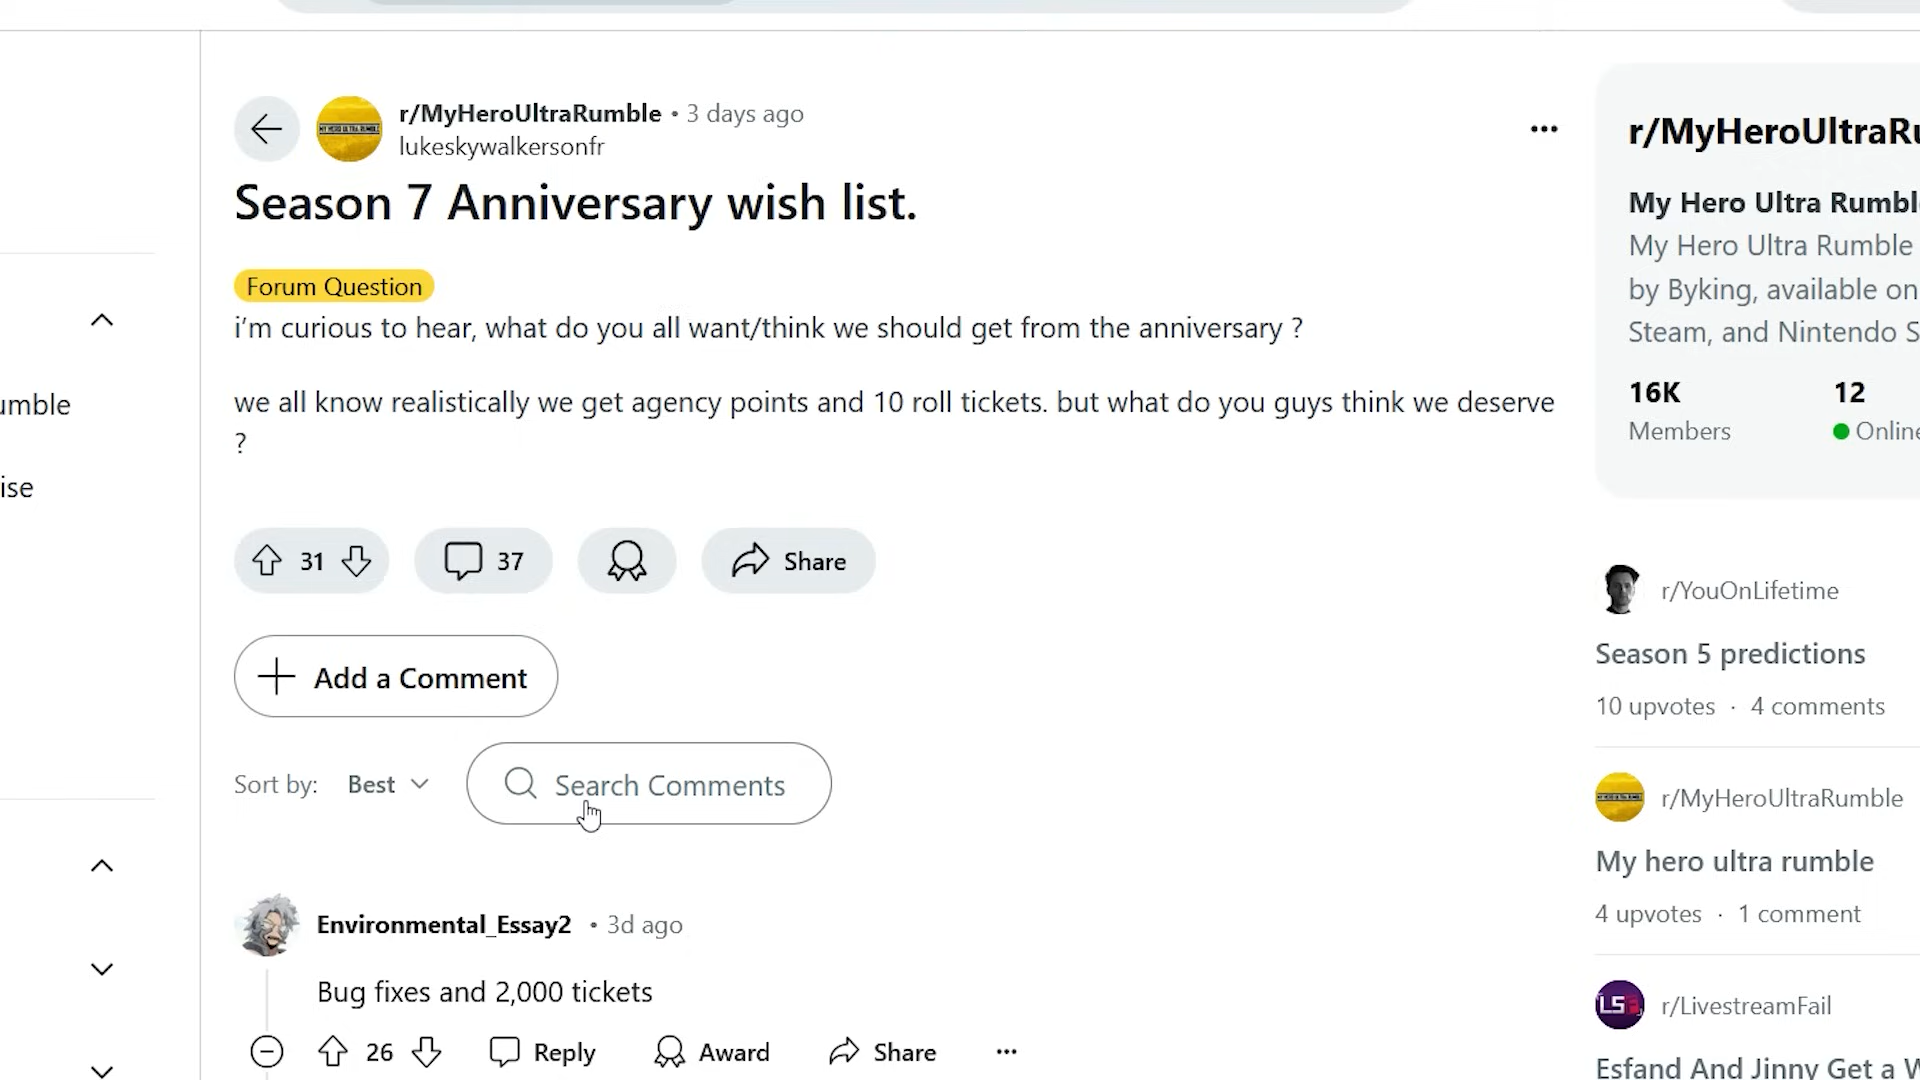 r/MyHeroUltraRumble • 3 days ago
lukeskywalkersonfr
Season 7 Anniversary wish list.
Forum Question
i'm curious to hear, what do you all want/think we should get from the anniversary ?
we all know realistically we get agency points and 10 roll tickets. but what do you guys think we deserve
?
31
37
Share
Add a Comment
Sort by: Best
Search Comments
Environmental_Essay2 • 3d ago
Bug fixes and 2,000 tickets
26 Reply Award Share
umble
ise
r/MyHeroUltraRu
My Hero Ultra Rumbl
My Hero Ultra Rumble
by Byking, available on
Steam, and Nintendo S
16K 12
Members Online
r/YouOnLifetime
Season 5 predictions
10 upvotes · 4 comments
r/MyHeroUltraRumble
My hero ultra rumble
4 upvotes · 1 comment
r/LivestreamFail
Esfand And Jinny Get a W